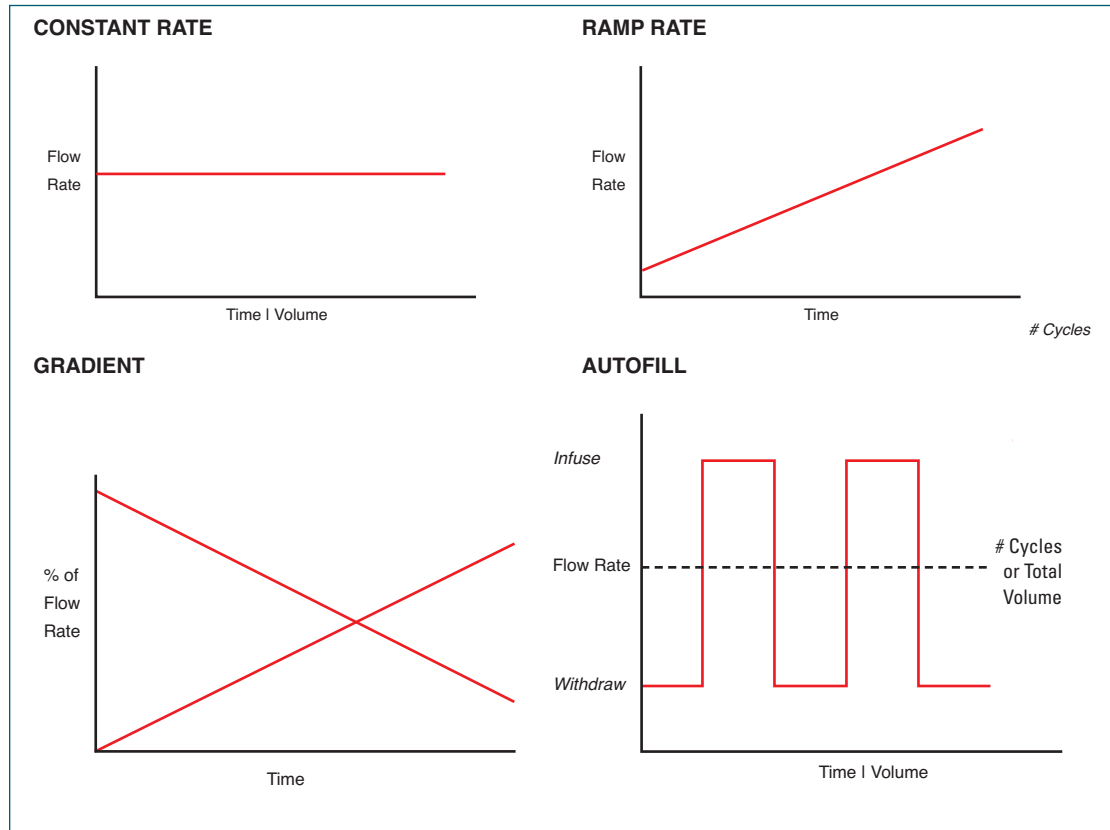 CONSTANT RATE
Flow
Rate
Time | Volume
RAMP RATE
Flow
Rate
Time
# Cycles
GRADIENT
% of
Flow
Rate
Time
AUTOFILL
Infuse
Flow Rate
# Cycles
or Total
Volume
Withdraw
Time | Volume